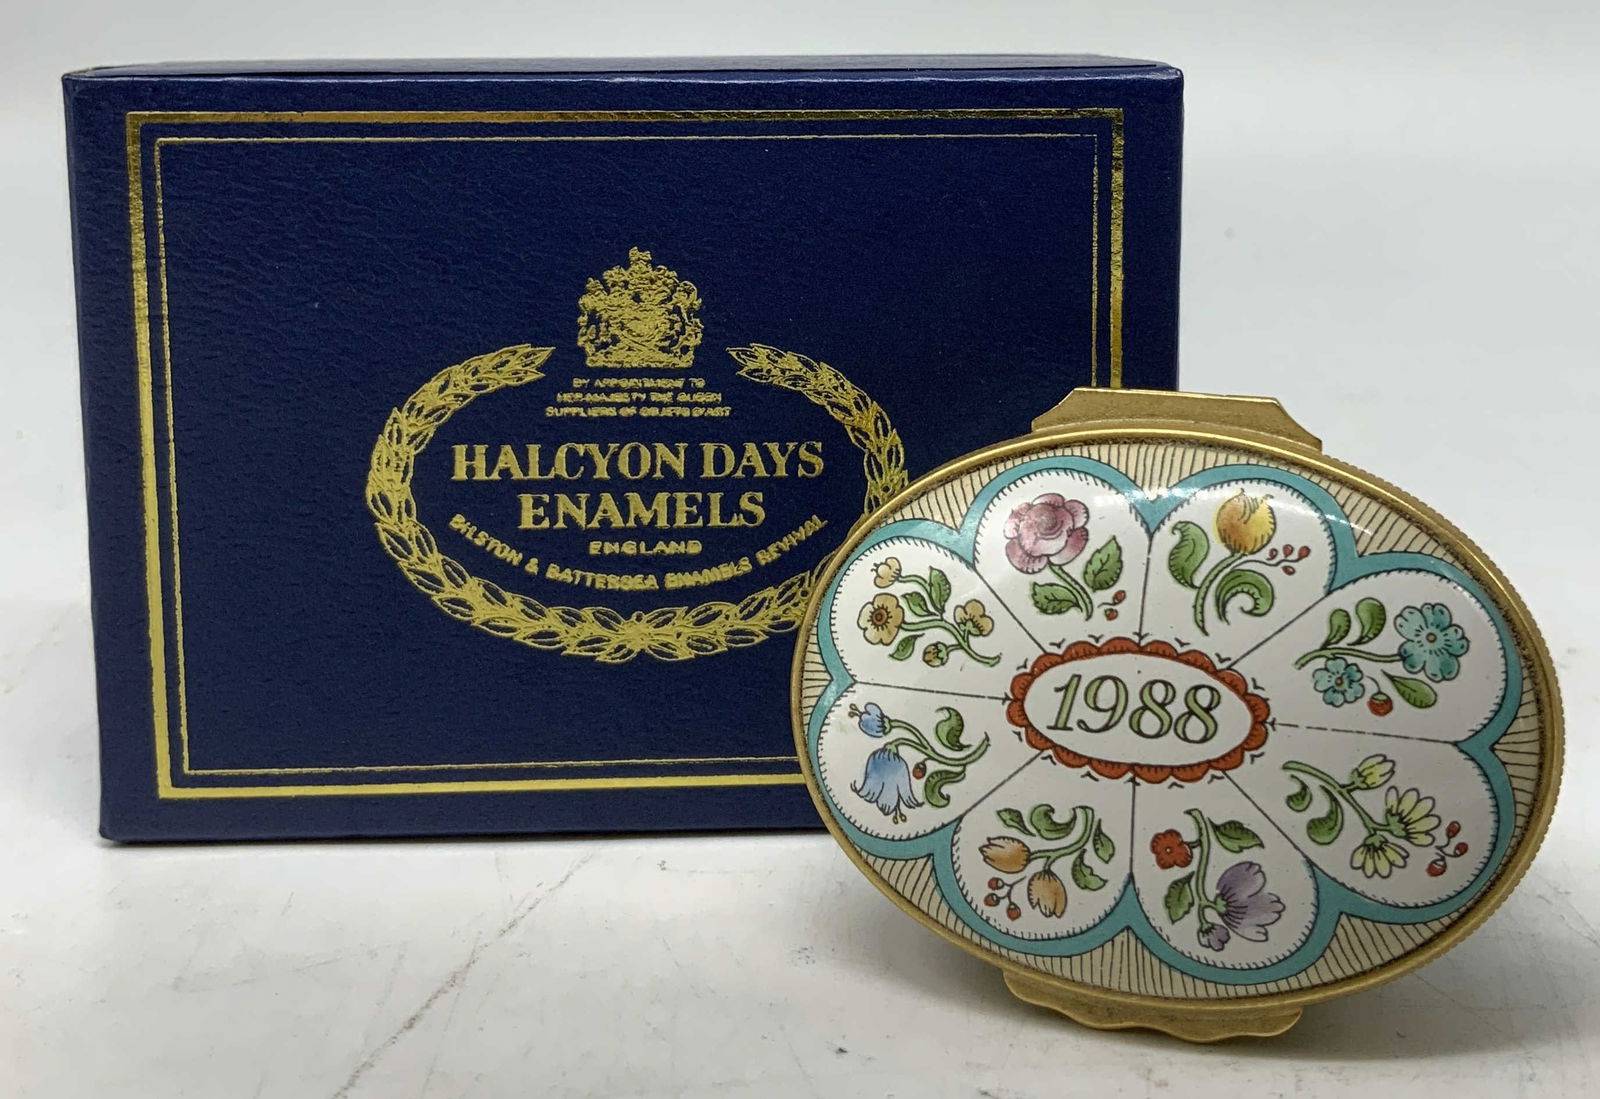 BY APPOINTMENT TO
HER MAJESTY THE QUEEN
SUPPLIERS OF OBJETS D'ART
HALCYON DAYS
ENAMELS
ENGLAND
BILSTON & BATTERSEA ENAMELS REVIVAL
1988